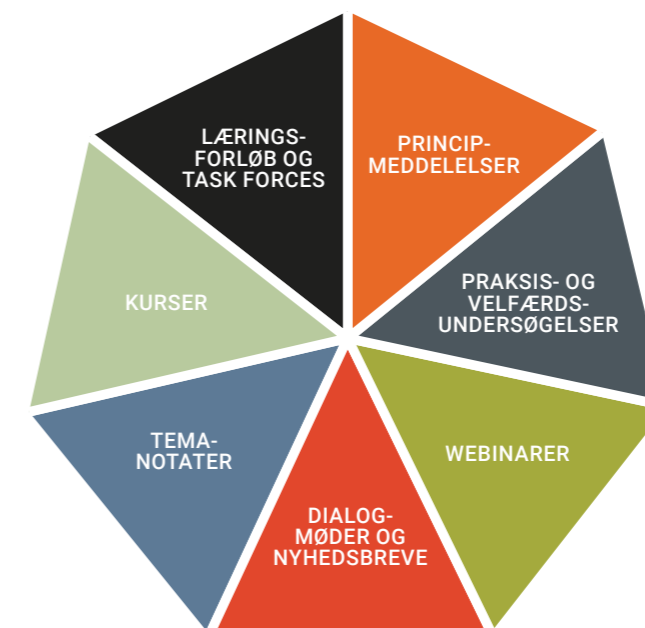 LÆRINGS-
FORLØB OG
TASK FORCES
PRINCIP-
MEDDELELSER
PRAKSIS- OG
VELFÆRDS-
UNDERSØGELSER
KURSER
TEMA-
NOTATER
WEBINARER
DIALOG-
MØDER OG
NYHEDSBREVE